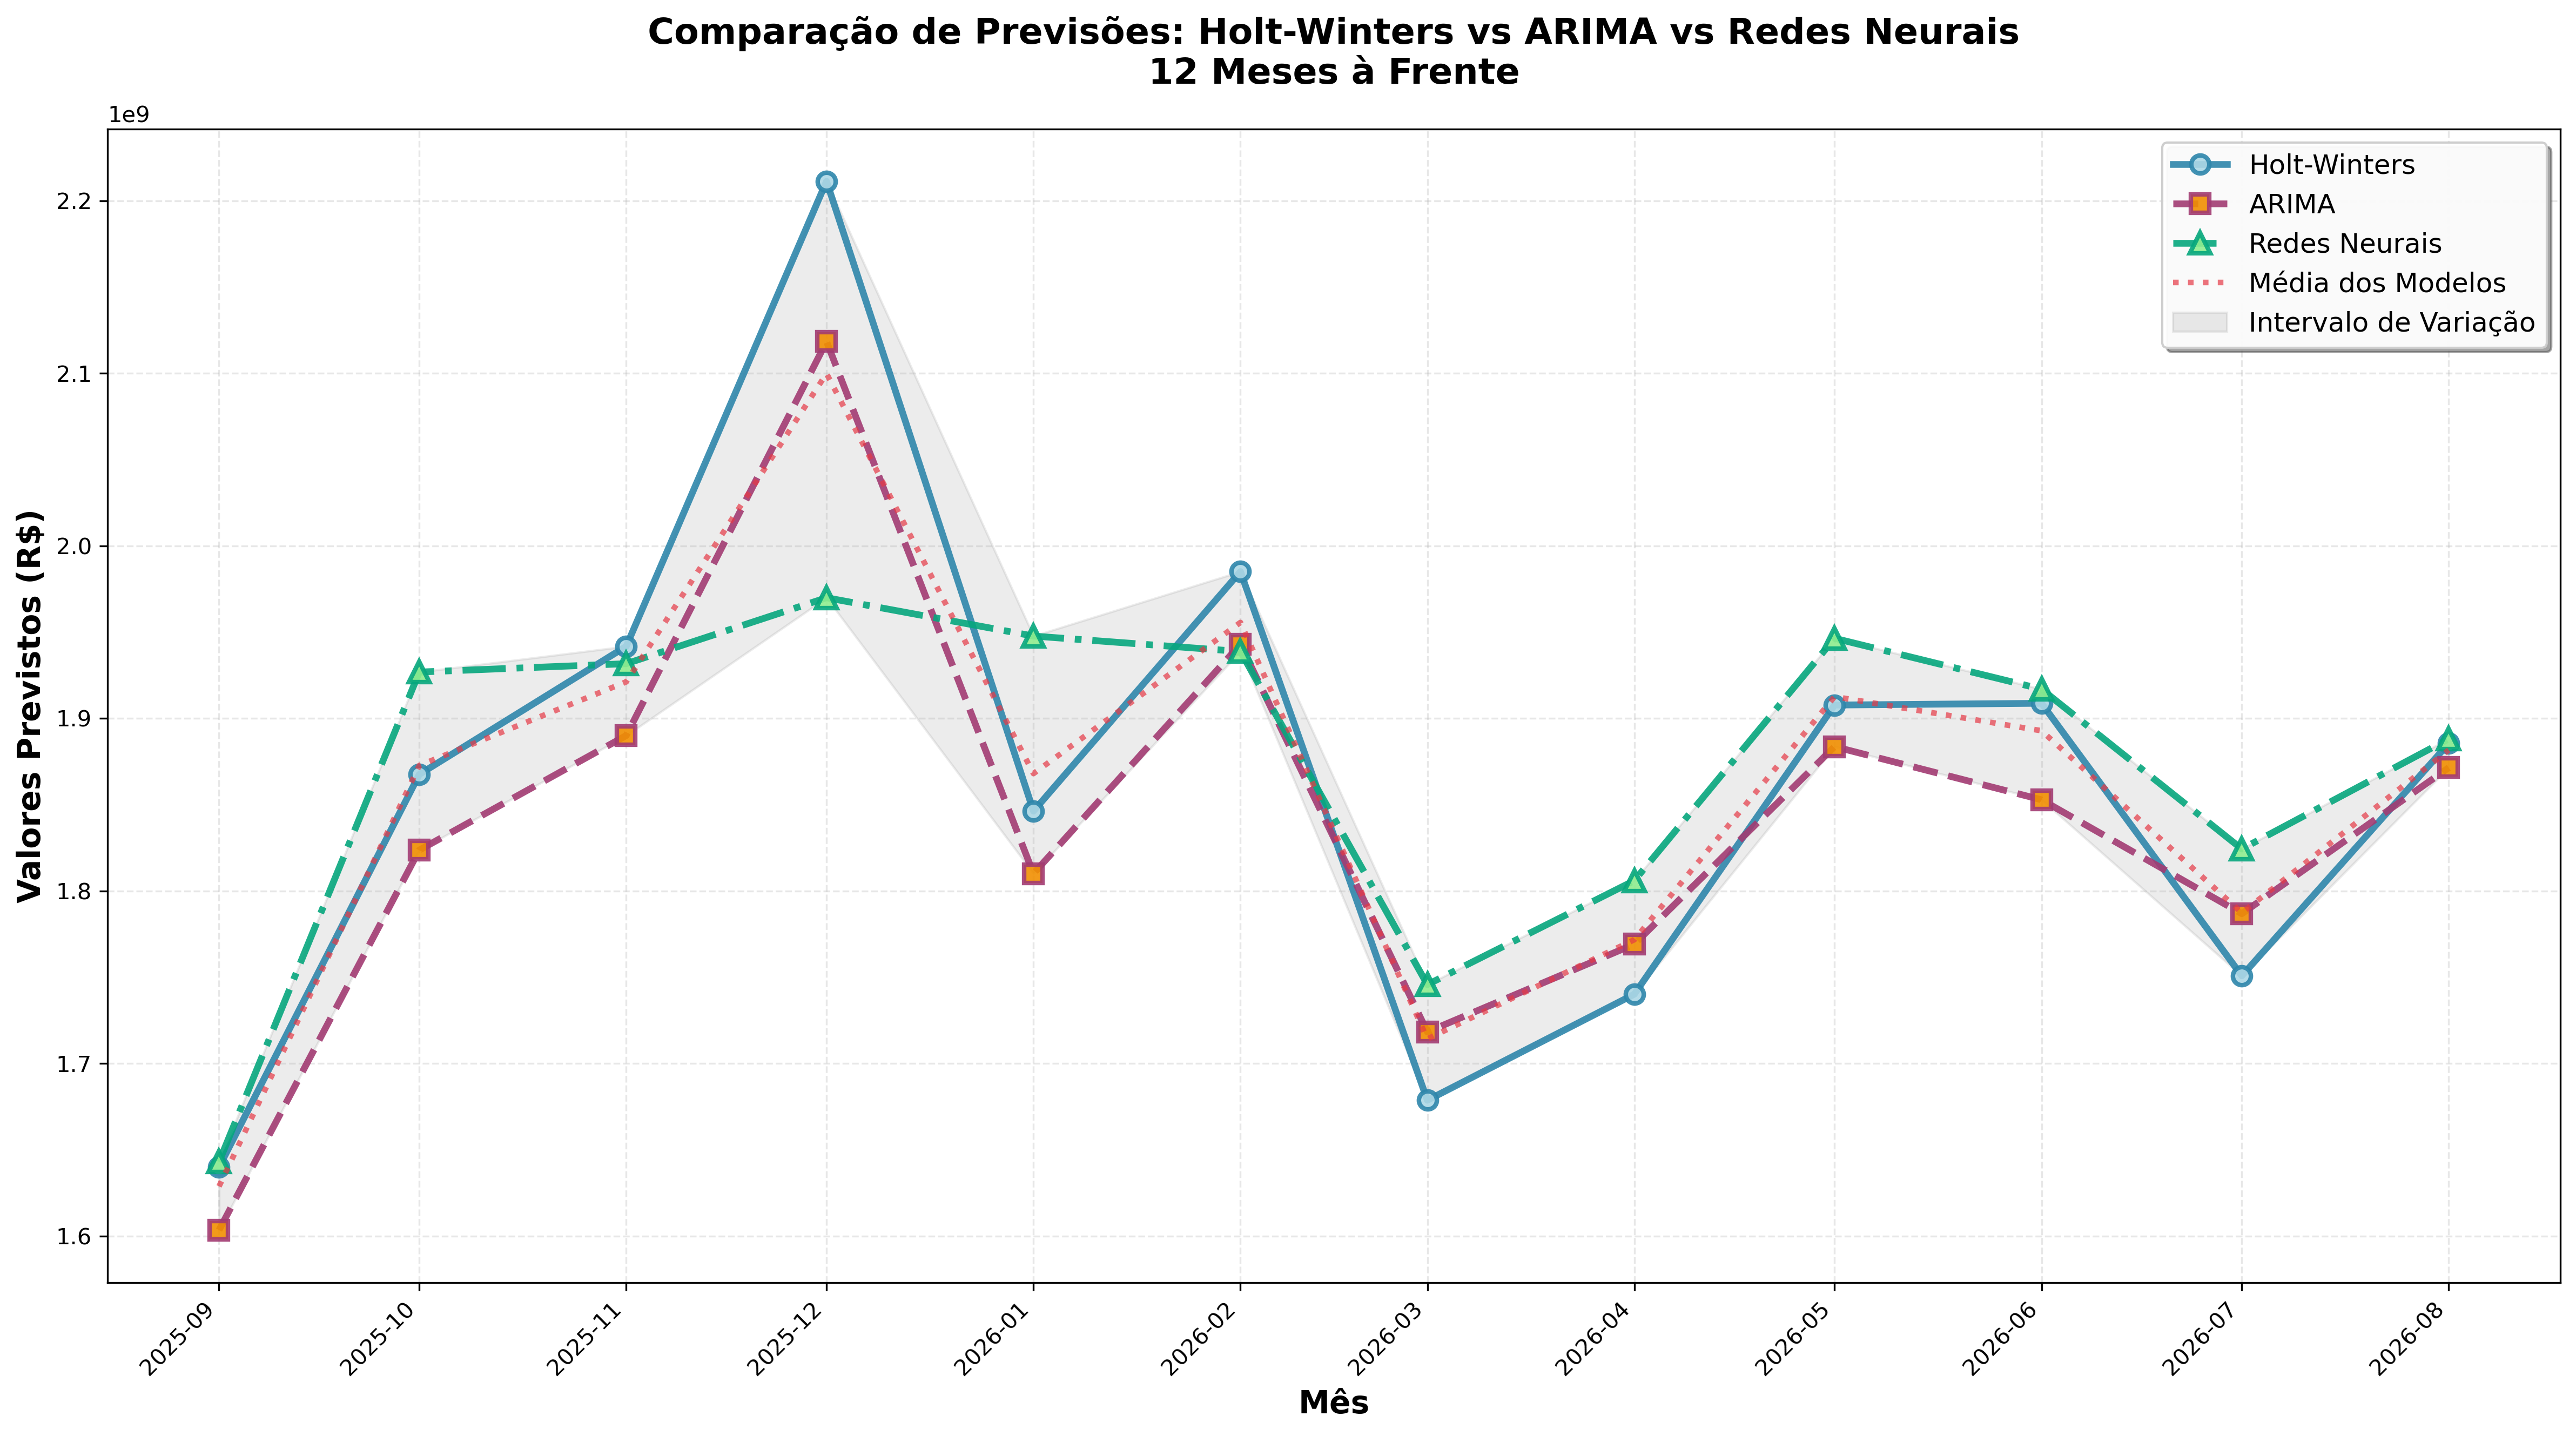 Comparação de Previsões: Holt-Winters vs ARIMA vs Redes Neurais
12 Meses à Frente
1e9
Holt-Winters
ARIMA
Redes Neurais
Média dos Modelos
Intervalo de Variação
Valores Previstos (R$)
2.2
2.1
2.0
1.9
1.8
1.7
1.6
2025-09
2025-10
2025-11
2025-12
2026-01
2026-02
2026-03
2026-04
2026-05
2026-06
2026-07
2026-08
Mês